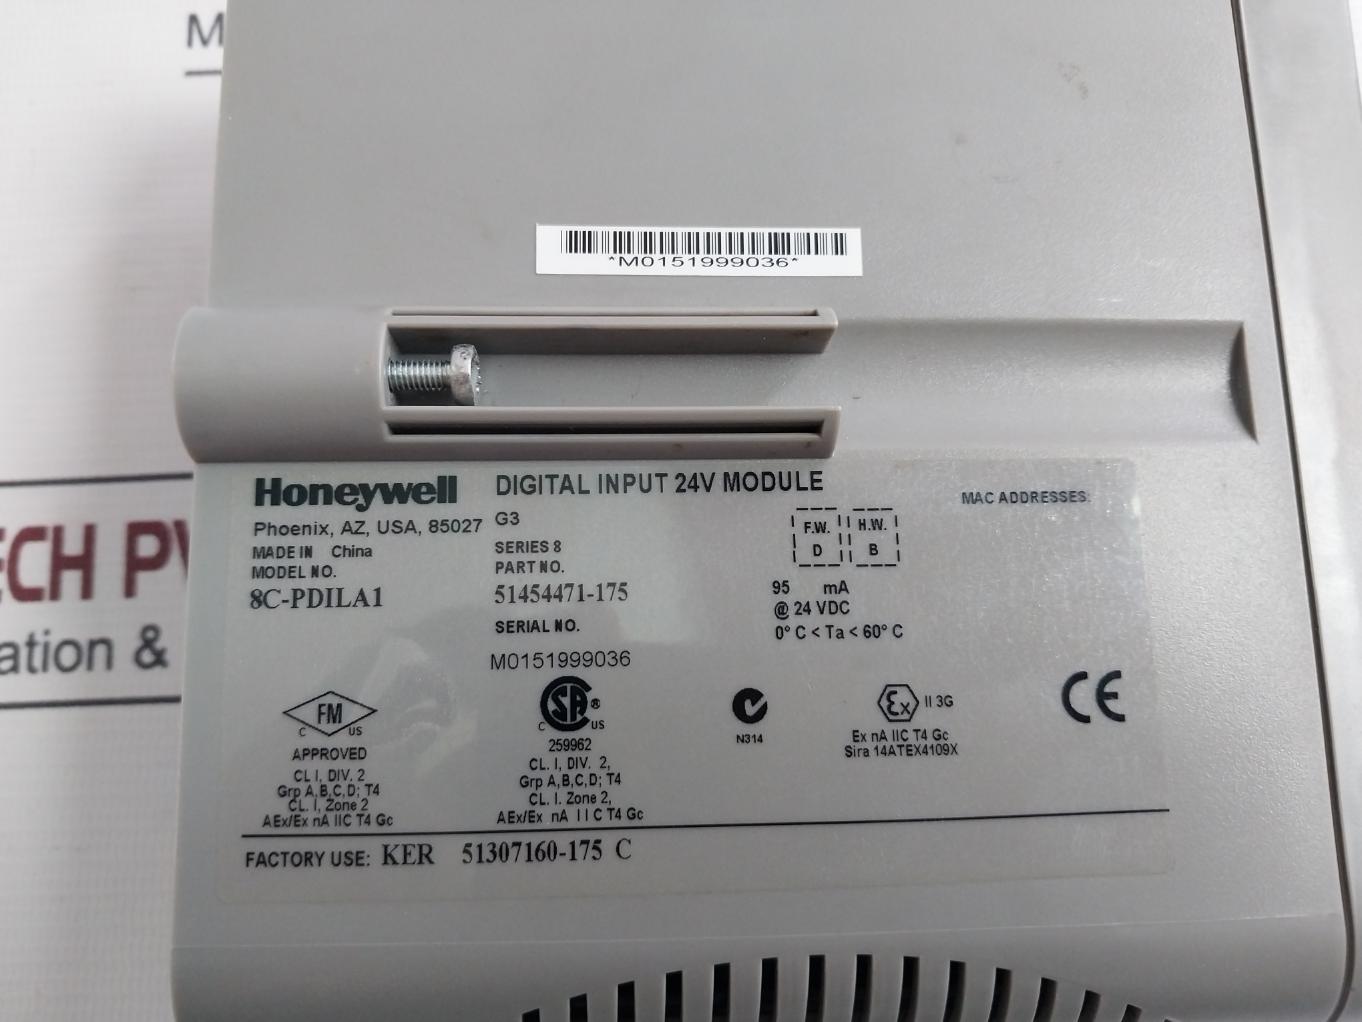 M
*M0151999036*
ECH PV
ation &
Honeywell
Phoenix, AZ, USA, 85027
MADE IN China
MODEL NO.
8C-PDILA1
DIGITAL INPUT 24V MODULE
G3
SERIES 8
PART NO.
51454471-175
SERIAL NO.
M0151999036
F.W.
D
H.W.
B
MAC ADDRESSES:
95 mA
@ 24 VDC
0° C < Ta < 60° C
FM
C US
APPROVED
CL I, DIV. 2
Grp A,B,C,D; T4
CL. I, Zone 2
AEx/Ex nA IIC T4 Gc
SA ®
C US
259962
CL. I, DIV. 2,
Grp A,B,C,D; T4
CL. I. Zone 2,
AEx/Ex nA I I C T4 Gc
N314
Ex II 3G
Ex nA IIC T4 Gc
Sira 14ATEX4109X
CE
FACTORY USE: KER 51307160-175 C